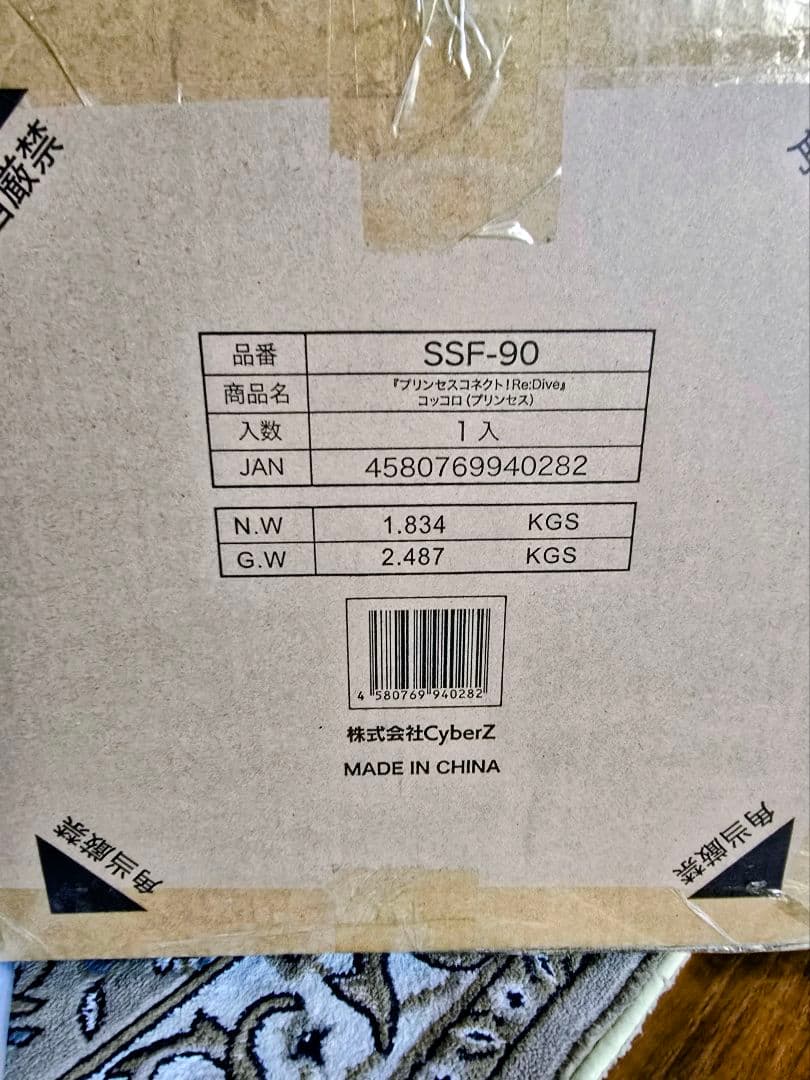 角当厳禁
角
品番 SSF-90
商品名 『プリンセスコネクト！Re:Dive』
コッコロ（プリンセス）
入数 1入
JAN 4580769940282
N.W 1.834 KGS
G.W 2.487 KGS
4 580769 940282
株式会社CyberZ
MADE IN CHINA
角当厳禁
角当厳禁